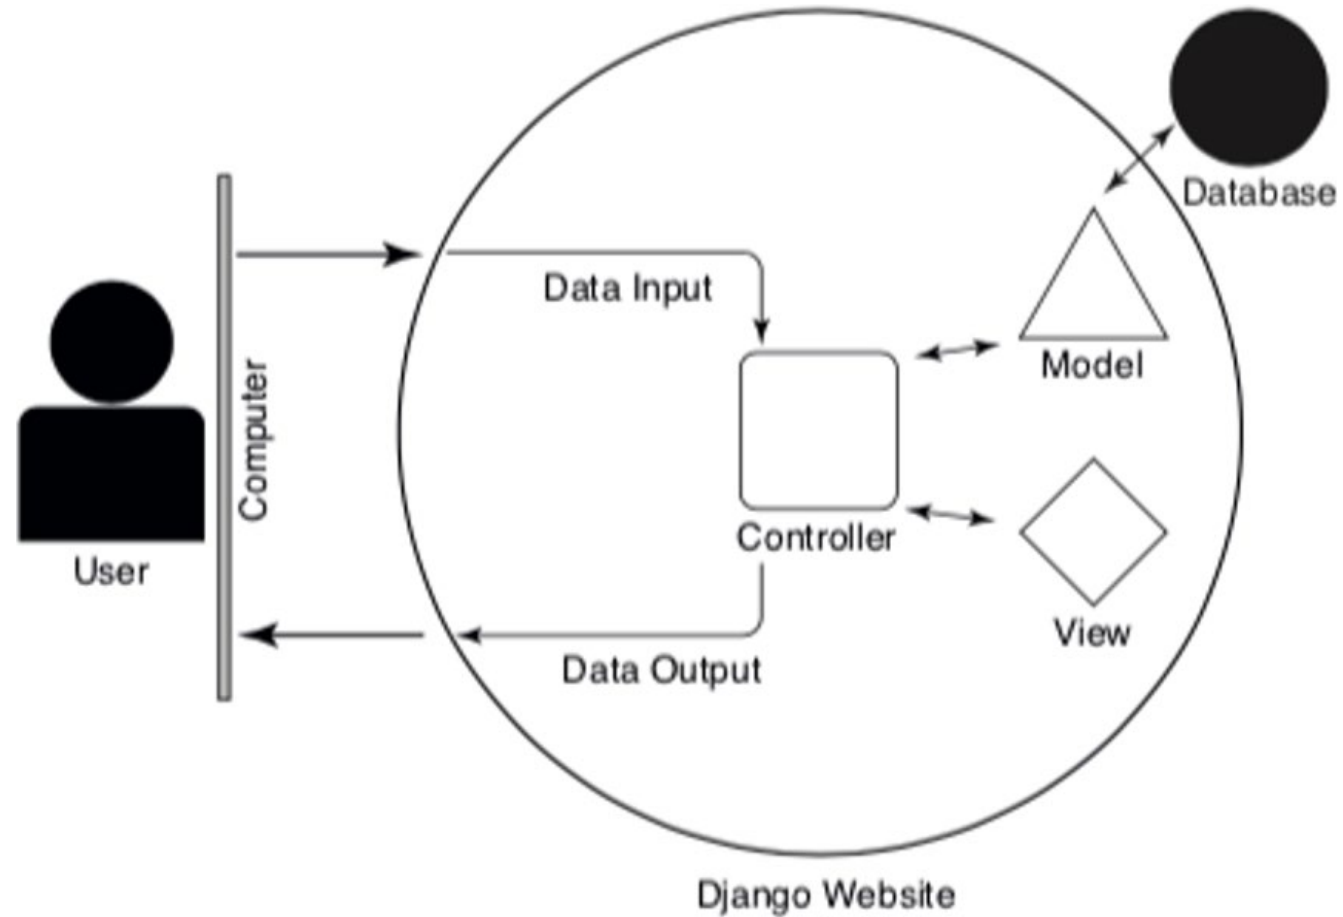 Database
Data Input
Model
Computer
Controller
User
View
Data Output
Django Website